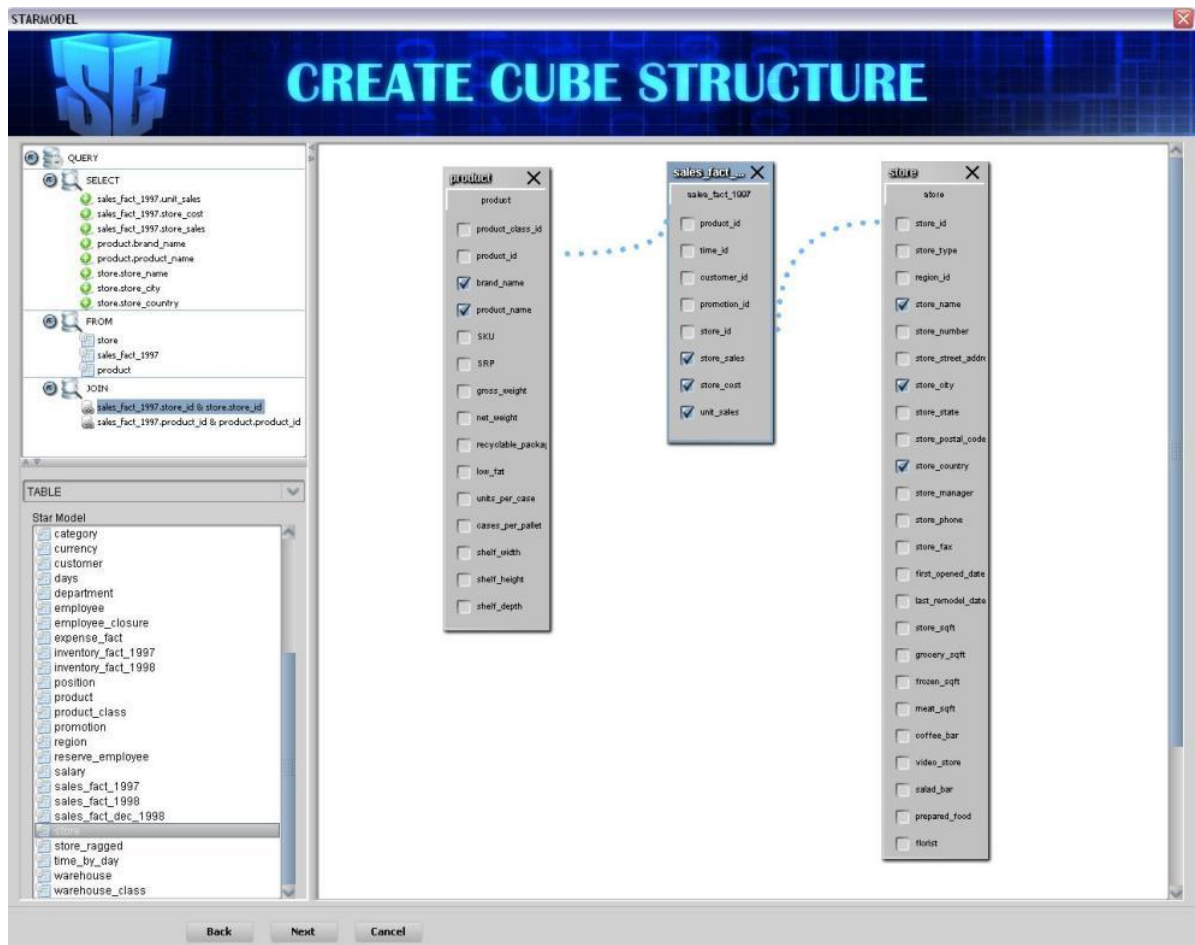 STARMODEL
SB
CREATE CUBE STRUCTURE
QUERY
SELECT
sales_fact_1997.unit_sales
sales_fact_1997.store_cost
sales_fact_1997.store_sales
product.brand_name
product.product_name
store.store_name
store.store_city
store.store_country
FROM
store
sales_fact_1997
product
JOIN
sales_fact_1997.store_id & store.store_id
sales_fact_1997.product_id & product.product_id
TABLE
Star Model
category
currency
customer
days
department
employee
employee_closure
expense_fact
inventory_fact_1997
inventory_fact_1998
position
product
product_class
promotion
region
reserve_employee
salary
sales_fact_1997
sales_fact_1998
sales_fact_dec_1998
store
store_ragged
time_by_day
warehouse
warehouse_class
product
product
product_class_id
product_id
brand_name
product_name
SKU
SRP
gross_weight
net_weight
recyclable_packag
low_fat
units_per_case
cases_per_pallet
shelf_width
shelf_height
shelf_depth
sales_fact_...
sales_fact_1997
product_id
time_id
customer_id
promotion_id
store_id
store_sales
store_cost
unit_sales
store
store
store_id
store_type
region_id
store_name
store_number
store_street_addre
store_city
store_state
store_postal_code
store_country
store_manager
store_phone
store_fax
first_opened_date
last_remodel_date
store_sqft
grocery_sqft
frozen_sqft
meat_sqft
coffee_bar
video_store
salad_bar
prepared_food
florist
Back Next Cancel